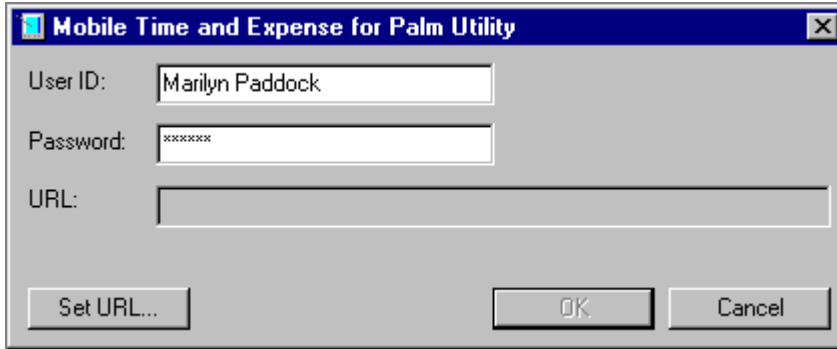 Mobile Time and Expense for Palm Utility
User ID: Marilyn Paddock
Password: ******
URL:
Set URL... OK Cancel